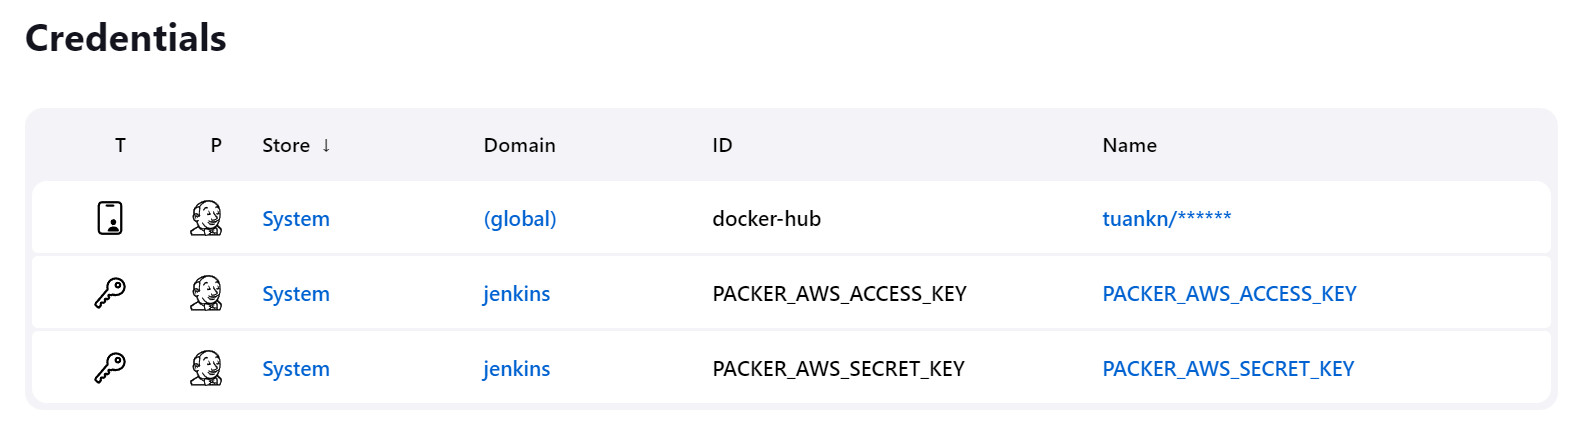 Credentials
T P Store ↓ Domain ID Name
System (global) docker-hub tuankn/******
System jenkins PACKER_AWS_ACCESS_KEY PACKER_AWS_ACCESS_KEY
System jenkins PACKER_AWS_SECRET_KEY PACKER_AWS_SECRET_KEY